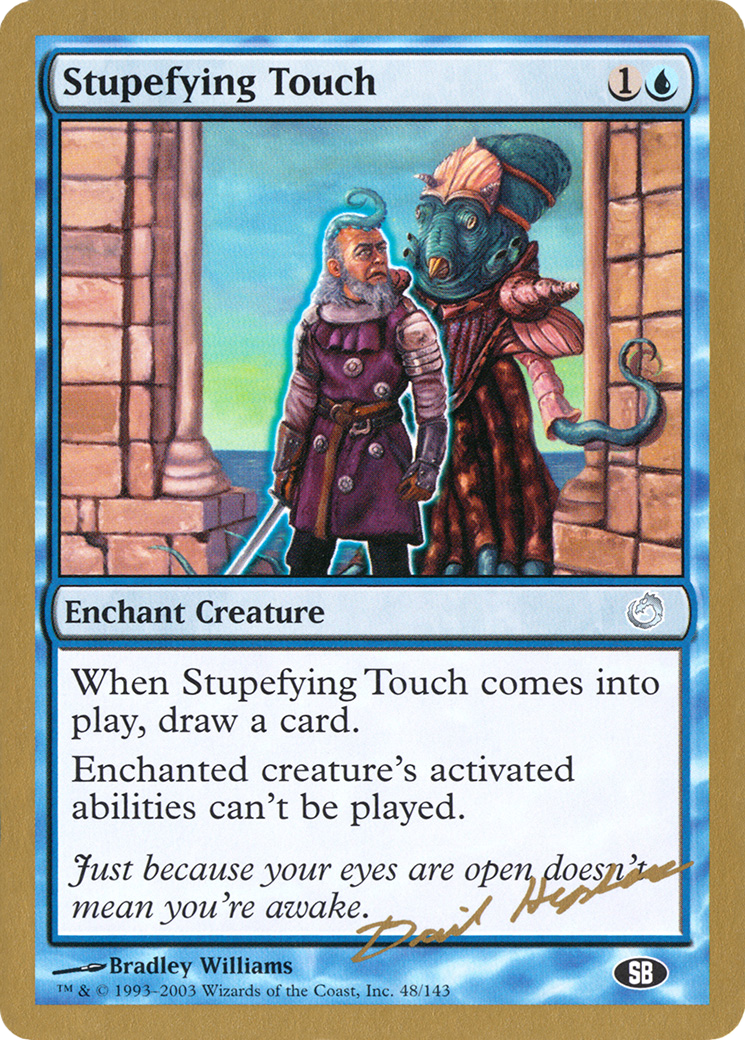 Stupefying Touch 1
Enchant Creature
When Stupefying Touch comes into
play, draw a card.
Enchanted creature's activated
abilities can't be played.
Just because your eyes are open doesn't
mean you're awake.
Bradley Williams
SB
™ & © 1993–2003 Wizards of the Coast, Inc. 48/143